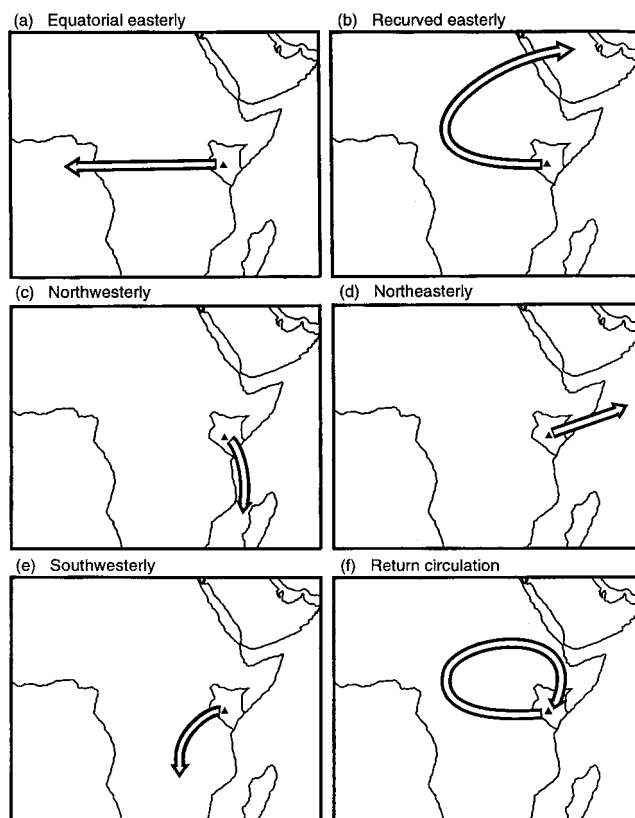 (a) Equatorial easterly
(b) Recurved easterly
(c) Northwesterly
(d) Northeasterly
(e) Southwesterly
(f) Return circulation